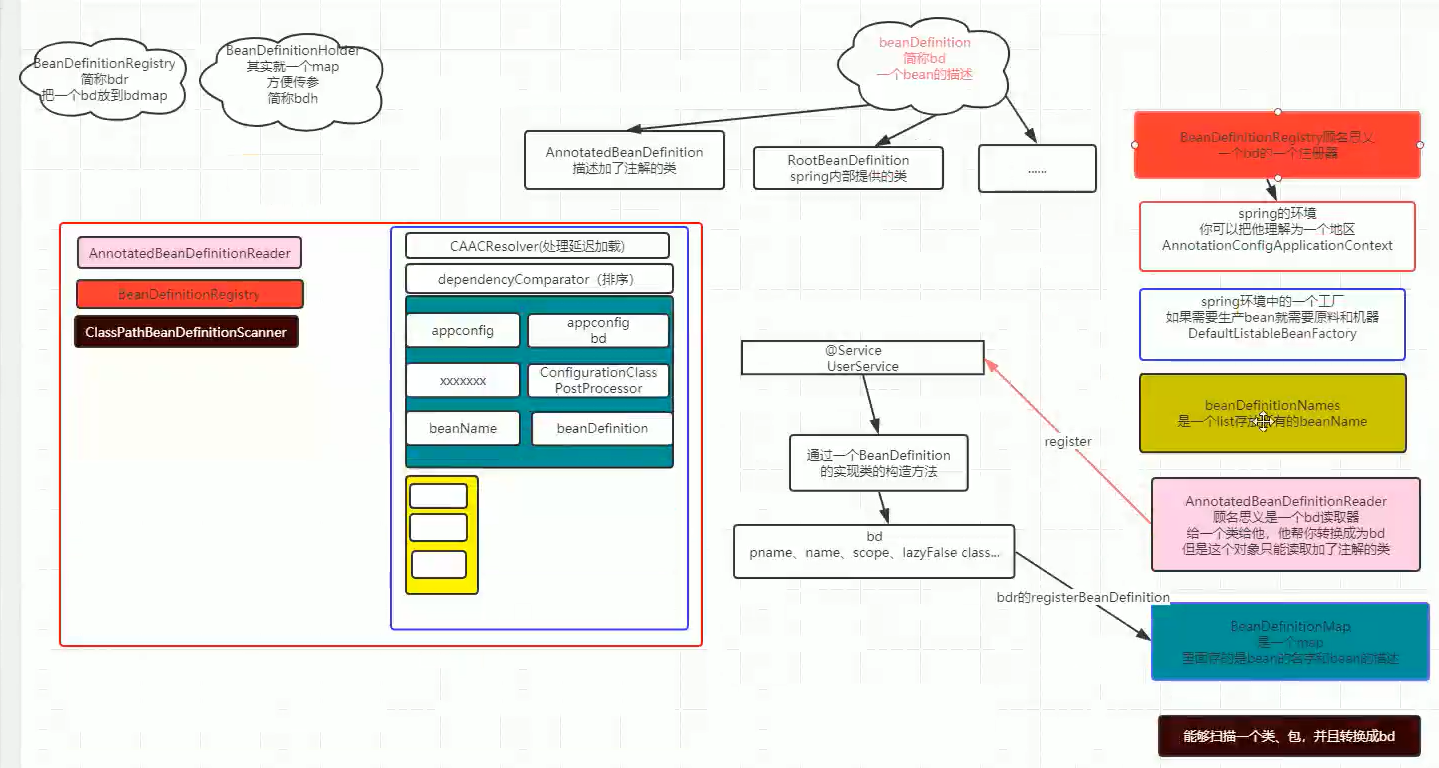 BeanDefinitionRegistry
简称bdr
把一个bd放到bdmap
BeanDefinitionHolder
其实就一个map
方便传参
简称bdh
beanDefinition
简称bd
一个bean的描述
AnnotatedBeanDefinition
描述加了注解的类
RootBeanDefinition
spring内部提供的类
......
BeanDefinitionRegistry顾名思义
一个bd的一个注册器
spring的环境
你可以把他理解为一个地区
AnnotationConfigApplicationContext
spring环境中的一个工厂
如果需要生产bean就需要原料和机器
DefaultListableBeanFactory
beanDefinitionNames
是一个list存放所有的beanName
AnnotatedBeanDefinitionReader
顾名思义是一个bd读取器
给一个类给他，他帮你转换成为bd
但是这个对象只能读取加了注解的类
BeanDefinitionMap
是一个map
里面存的是bean的名字和bean的描述
能够扫描一个类、包，并且转换成bd
AnnotatedBeanDefinitionReader
BeanDefinitionRegistry
ClassPathBeanDefinitionScanner
CAACResolver(处理延迟加载)
dependencyComparator（排序）
appconfig
appconfig
bd
xxxxxxx
ConfigurationClass
PostProcessor
beanName
beanDefinition
@Service
UserService
register
通过一个BeanDefinition
的实现类的构造方法
bd
pname、name、scope、lazyFalse class...
bdr的registerBeanDefinition